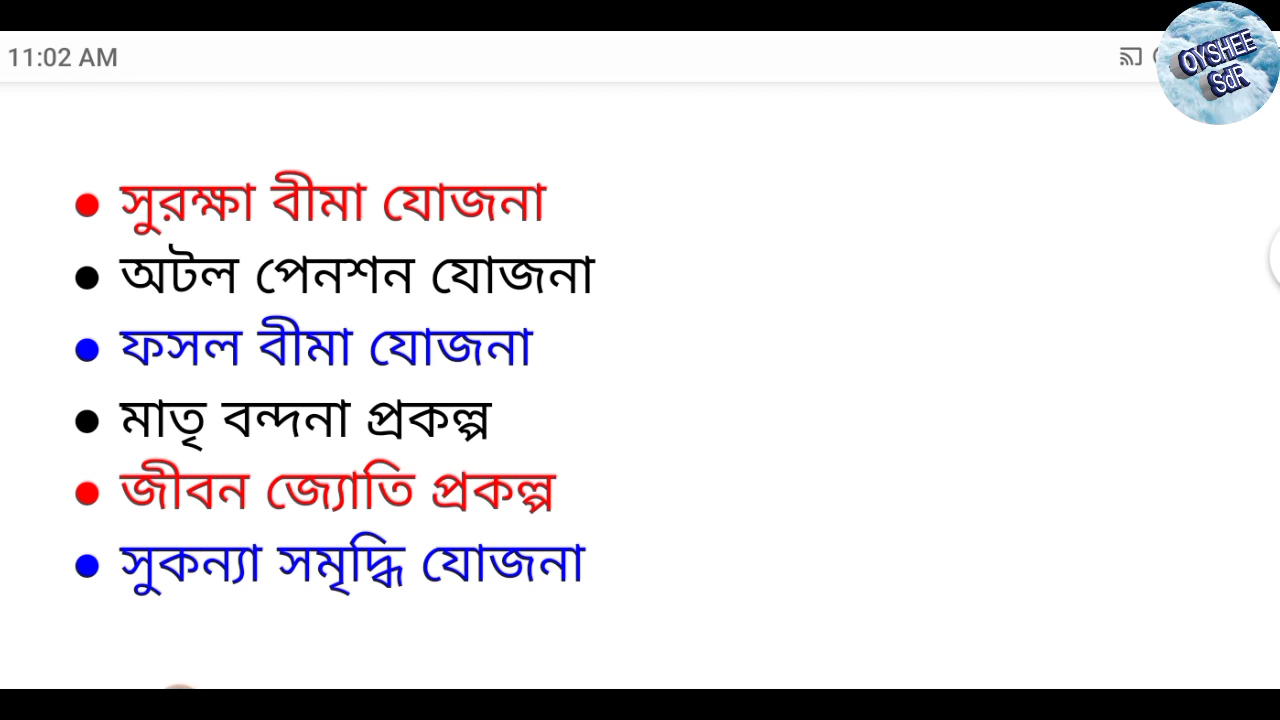 11:02 AM
OYSHEE
SdR
• সুরক্ষা বীমা যোজনা
• অটল পেনশন যোজনা
• ফসল বীমা যোজনা
• মাতৃ বন্দনা প্রকল্প
• জীবন জ্যোতি প্রকল্প
• সুকন্যা সমৃদ্ধি যোজনা